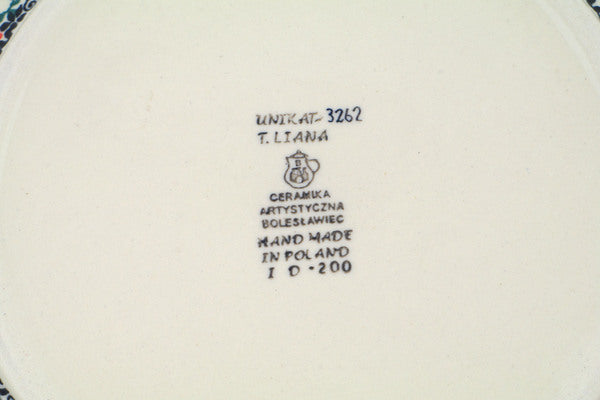 UNIKAT-3262
T. LIANA
B
CERAMIKA
ARTYSTYCZNA
BOLESŁAWIEC
HAND MADE
IN POLAND
I D-200